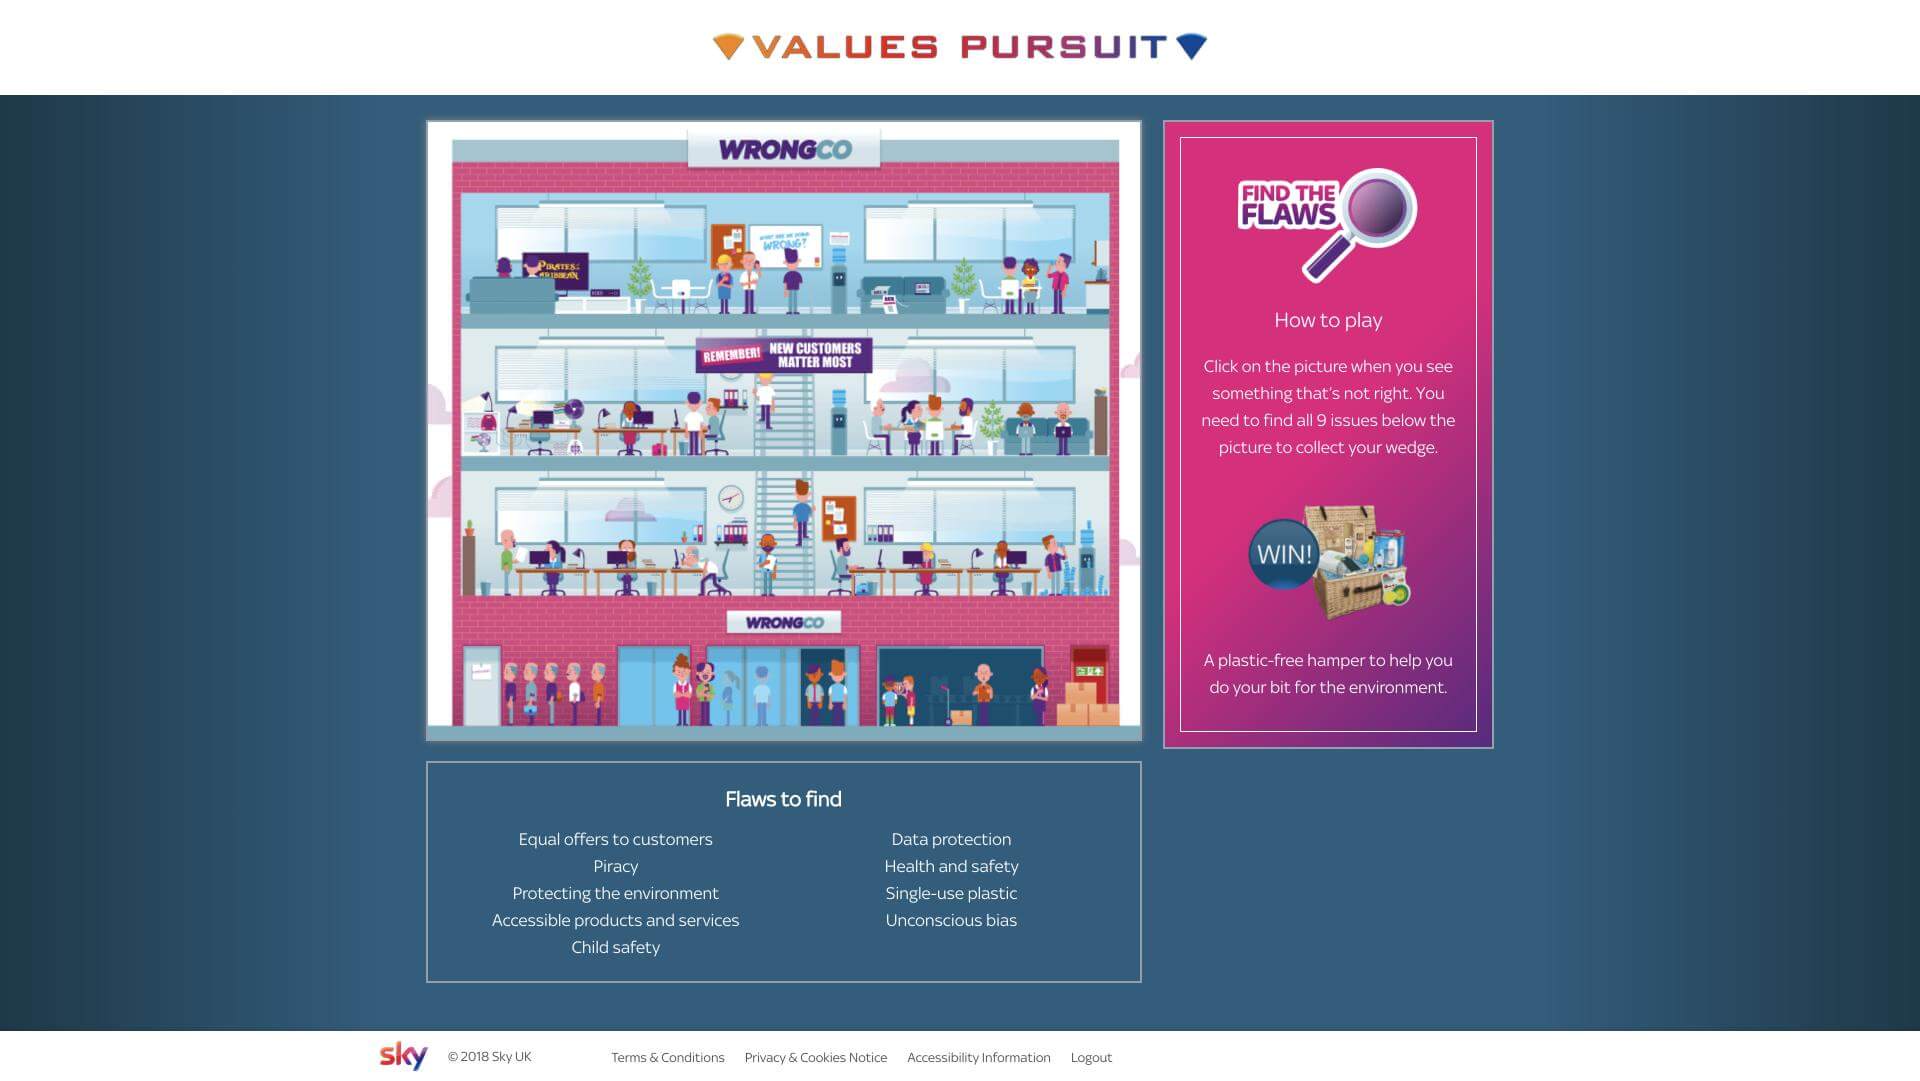 VALUES PURSUIT
WRONGCO
WHAT ARE WE DOING
WRONG?
PIRATES OF THE
CARIBBEAN
REMEMBER! NEW CUSTOMERS
MATTER MOST
WRONGCO
FIND THE
FLAWS
How to play
Click on the picture when you see
something that's not right. You
need to find all 9 issues below the
picture to collect your wedge.
WIN!
A plastic-free hamper to help you
do your bit for the environment.
Flaws to find
Equal offers to customers
Piracy
Protecting the environment
Accessible products and services
Child safety
Data protection
Health and safety
Single-use plastic
Unconscious bias
sky
© 2018 Sky UK
Terms & Conditions
Privacy & Cookies Notice
Accessibility Information
Logout